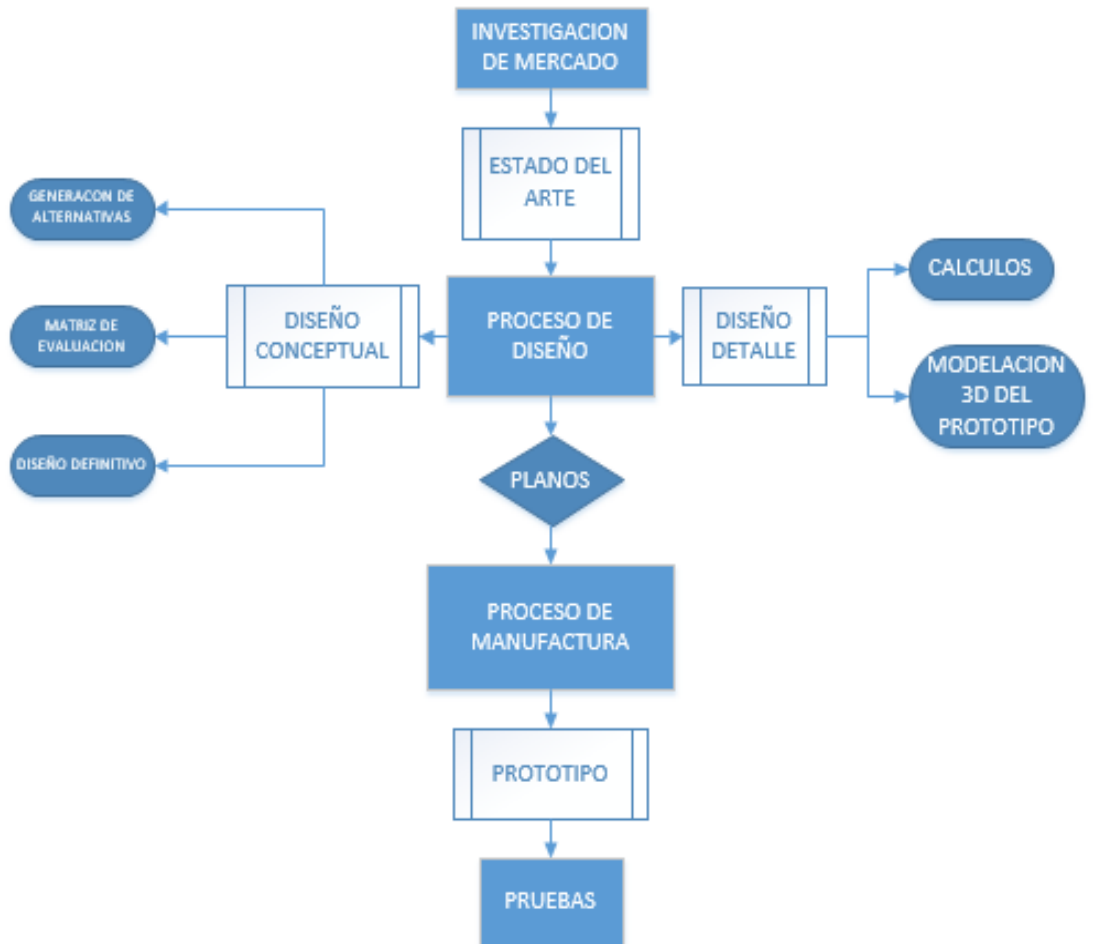 INVESTIGACION
DE MERCADO
ESTADO DEL
ARTE
GENERACON DE
ALTERNATIVAS
CALCULOS
MATRIZ DE
EVALUACION
DISEÑO
CONCEPTUAL
PROCESO DE
DISEÑO
DISEÑO
DETALLE
MODELACION
3D DEL
PROTOTIPO
DISEÑO DEFINITIVO
PLANOS
PROCESO DE
MANUFACTURA
PROTOTIPO
PRUEBAS